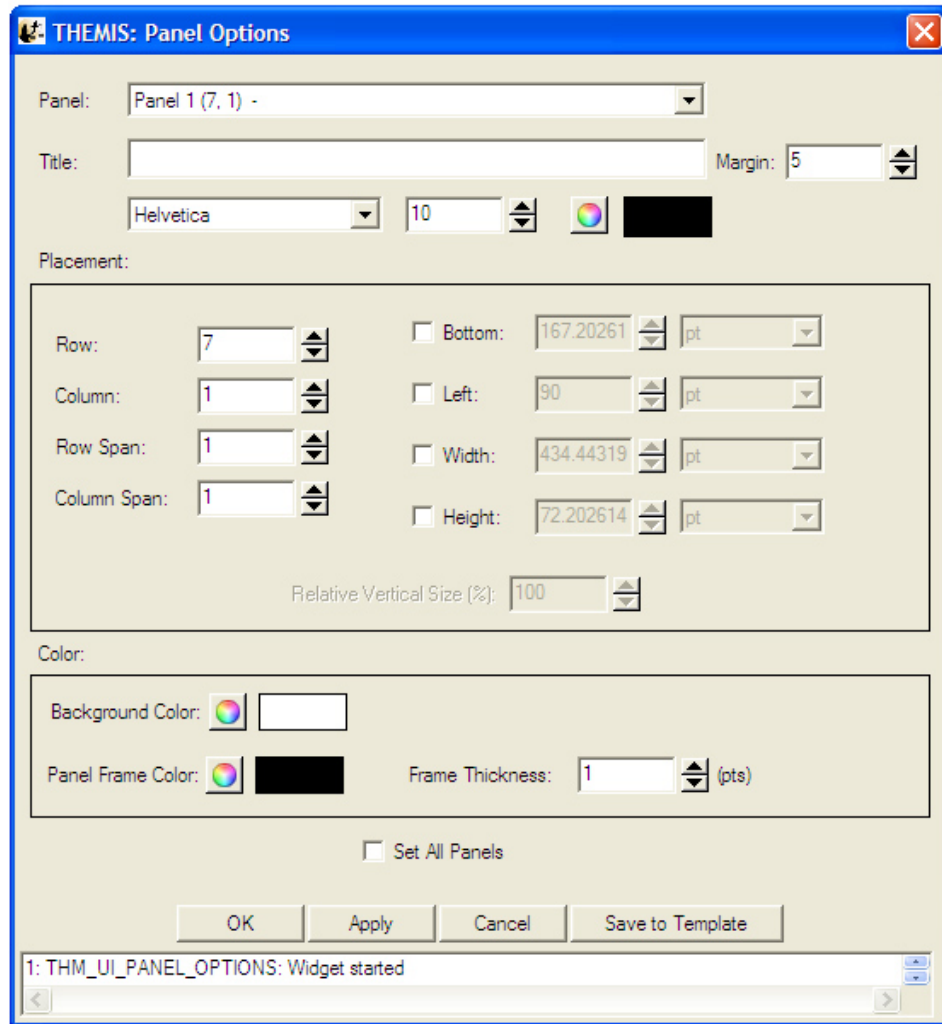 THEMIS: Panel Options
Panel: Panel 1 (7, 1) -
Title: Margin: 5
Helvetica 10
Placement:
Row: 7 Bottom: 167.20261 pt
Column: 1 Left: 90 pt
Row Span: 1 Width: 434.44319 pt
Column Span: 1 Height: 72.202614 pt
Relative Vertical Size (%): 100
Color:
Background Color:
Panel Frame Color: Frame Thickness: 1 (pts)
Set All Panels
OK Apply Cancel Save to Template
1: THM_UI_PANEL_OPTIONS: Widget started